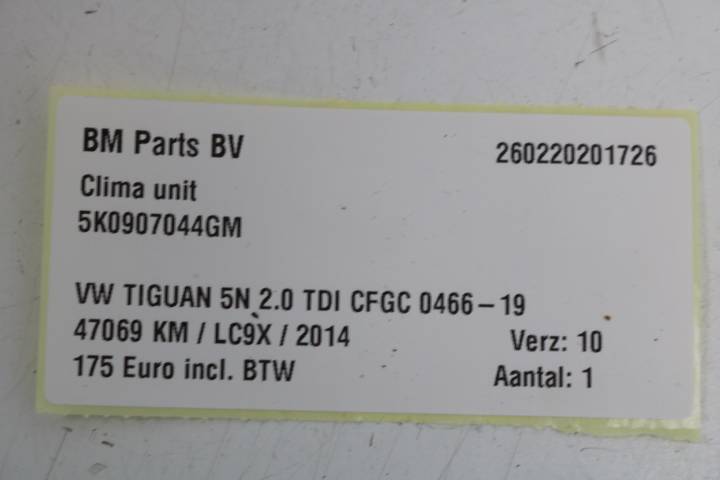 BM Parts BV 260220201726
Clima unit
5K0907044GM
VW TIGUAN 5N 2.0 TDI CFGC 0466-19
47069 KM / LC9X / 2014 Verz: 10
175 Euro incl. BTW Aantal: 1